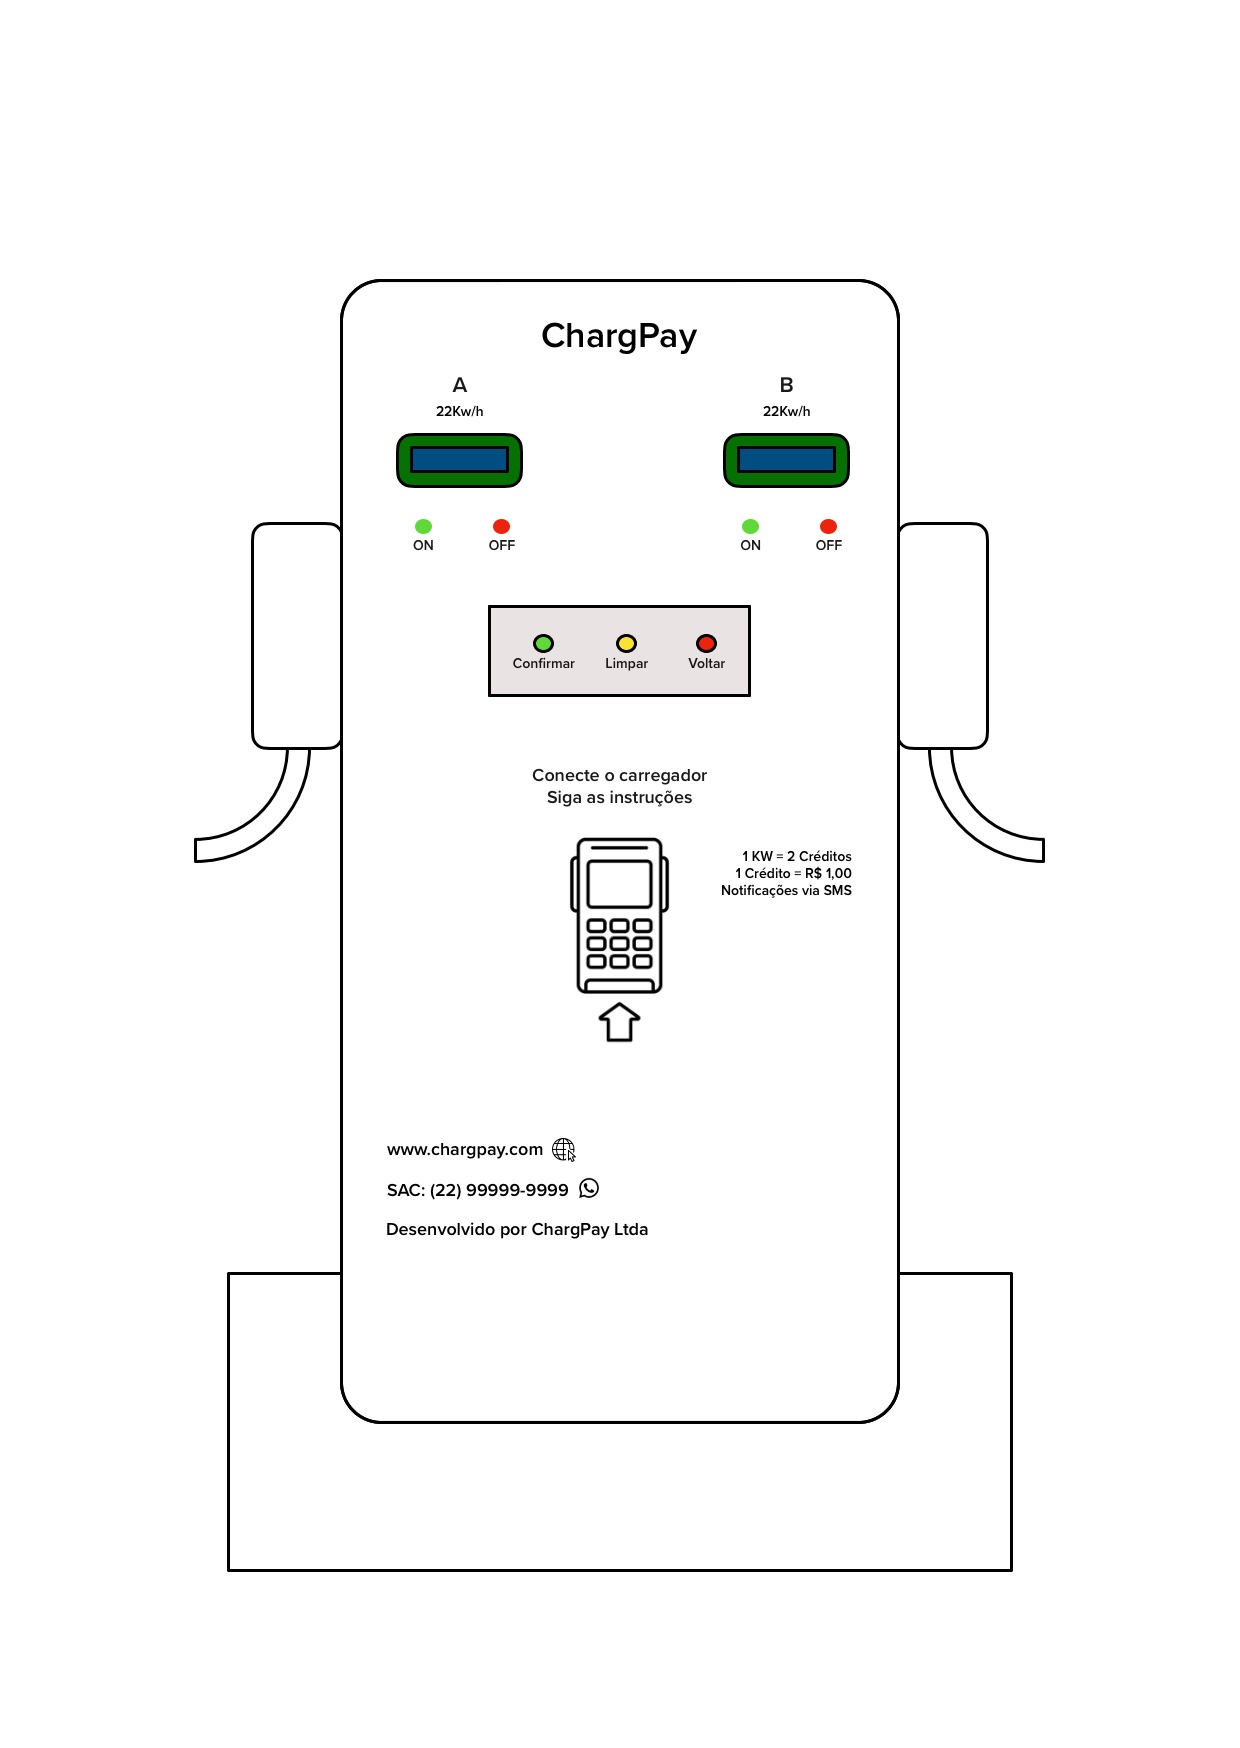 ChargPay
A
B
22Kw/h
22Kw/h
ON
OFF
ON
OFF
Confirmar
Limpar
Voltar
Conecte o carregador
Siga as instruções
1 KW = 2 Créditos
1 Crédito = R$ 1,00
Notificações via SMS
www.chargpay.com
SAC: (22) 99999-9999
Desenvolvido por ChargPay Ltda